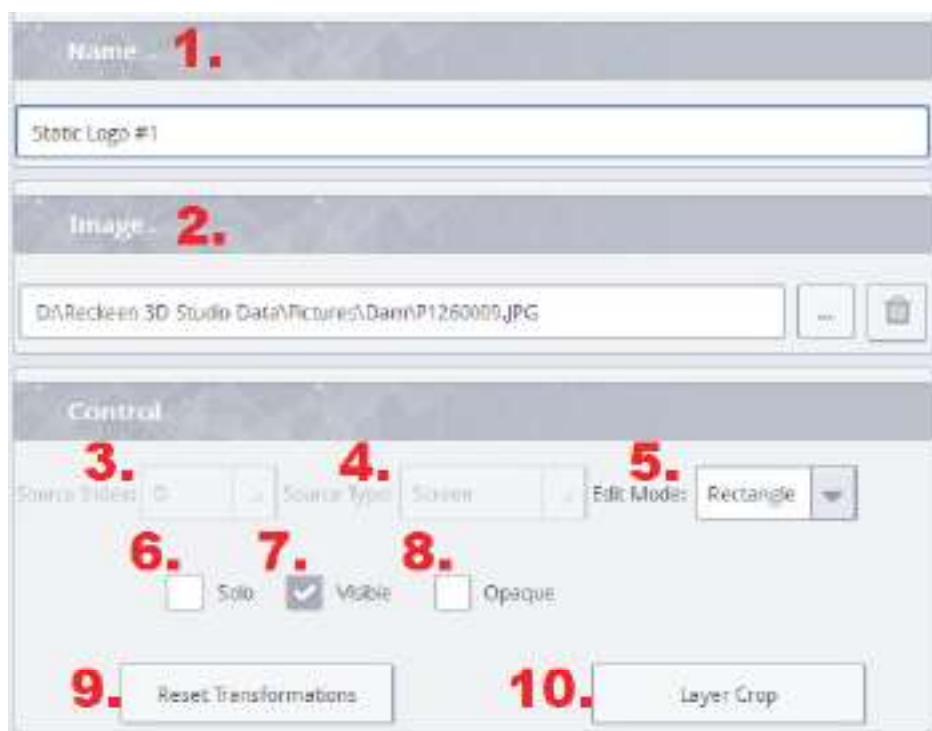 Name 1.
Static Logo #1
Image 2.
D:\Reckeen 3D Studio Data\Pictures\Dam\P1260009.JPG
... 
Control
3. 4. 5.
Source Index: 0 Source Type: Screen Edit Mode: Rectangle
6. 7. 8.
Solo Visible Opaque
9. Reset Transformations 10. Layer Crop